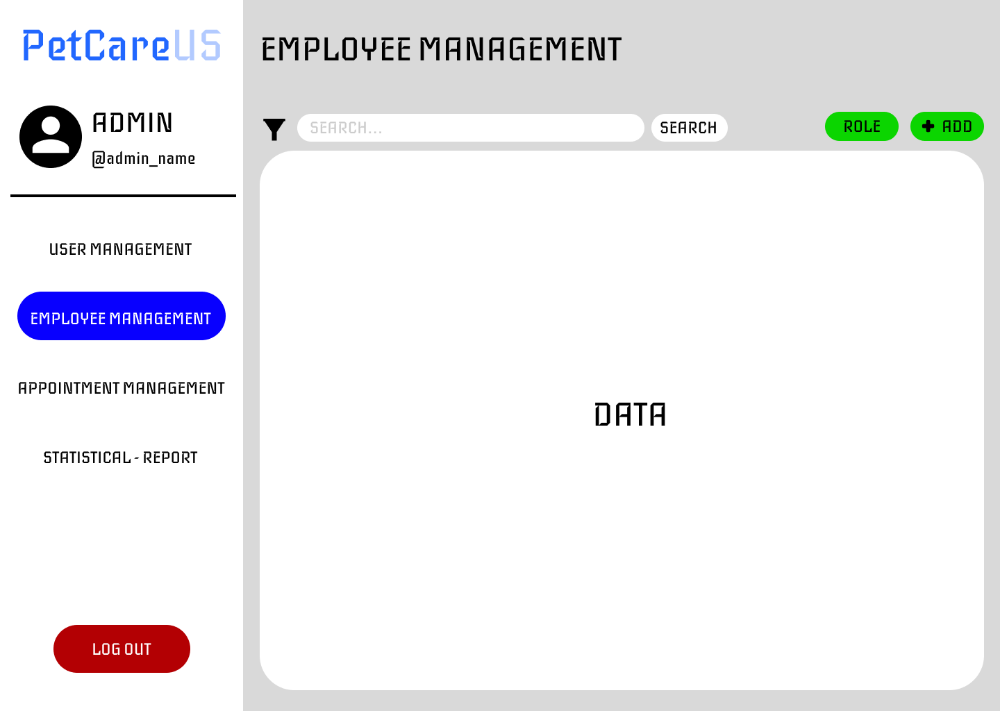 PetCareUS
ADMIN
@admin_name
USER MANAGEMENT
EMPLOYEE MANAGEMENT
APPOINTMENT MANAGEMENT
STATISTICAL - REPORT
LOG OUT
EMPLOYEE MANAGEMENT
SEARCH...
SEARCH
ROLE
ADD
DATA